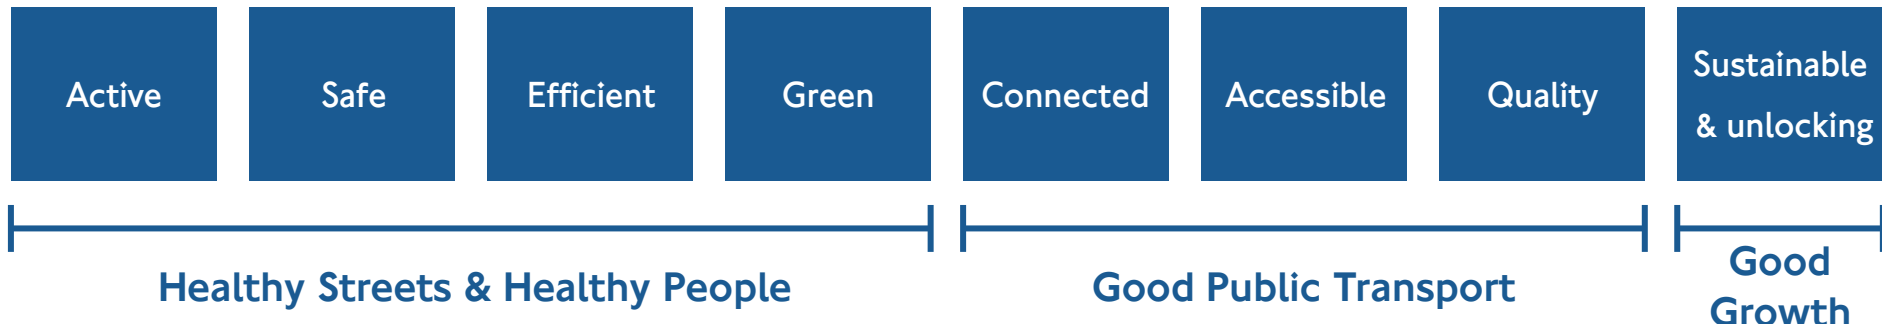 Active
Safe
Efficient
Green
Connected
Accessible
Quality
Sustainable
& unlocking
Healthy Streets & Healthy People
Good Public Transport
Good
Growth